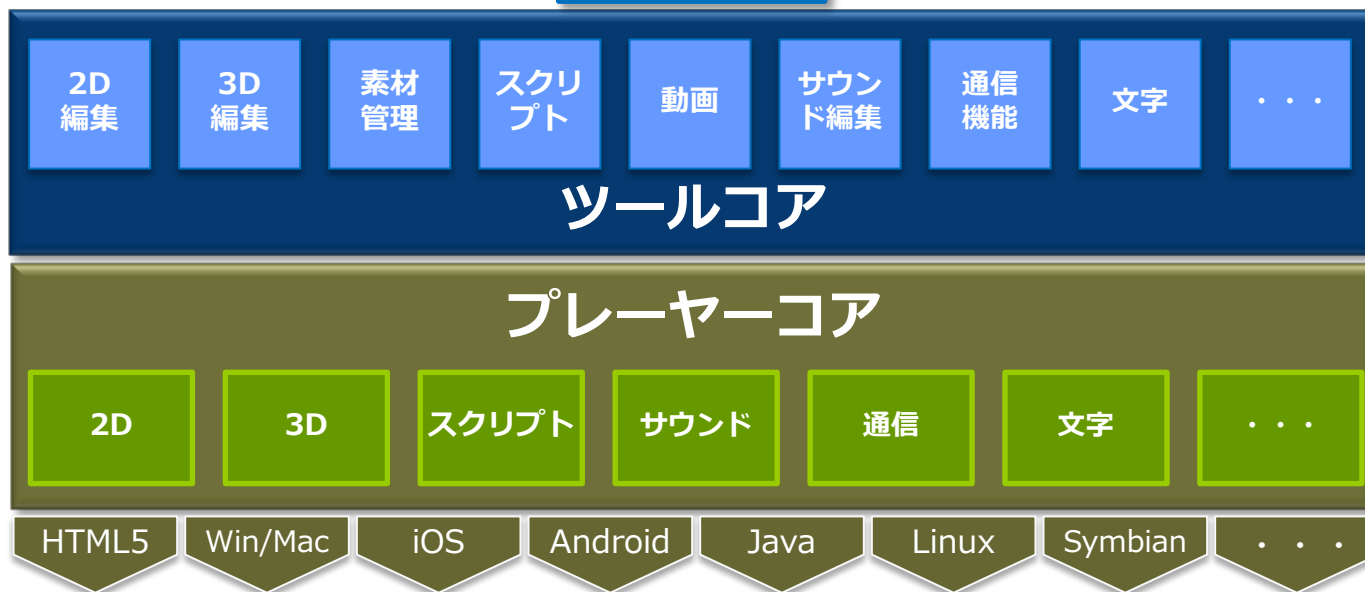 2D
編集
3D
編集
素材
管理
スクリ
プト
動画
サウン
ド編集
通信
機能
文字
・・・
ツールコア
プレーヤーコア
2D
3D
スクリプト
サウンド
通信
文字
・・・
HTML5
Win/Mac
iOS
Android
Java
Linux
Symbian
・・・